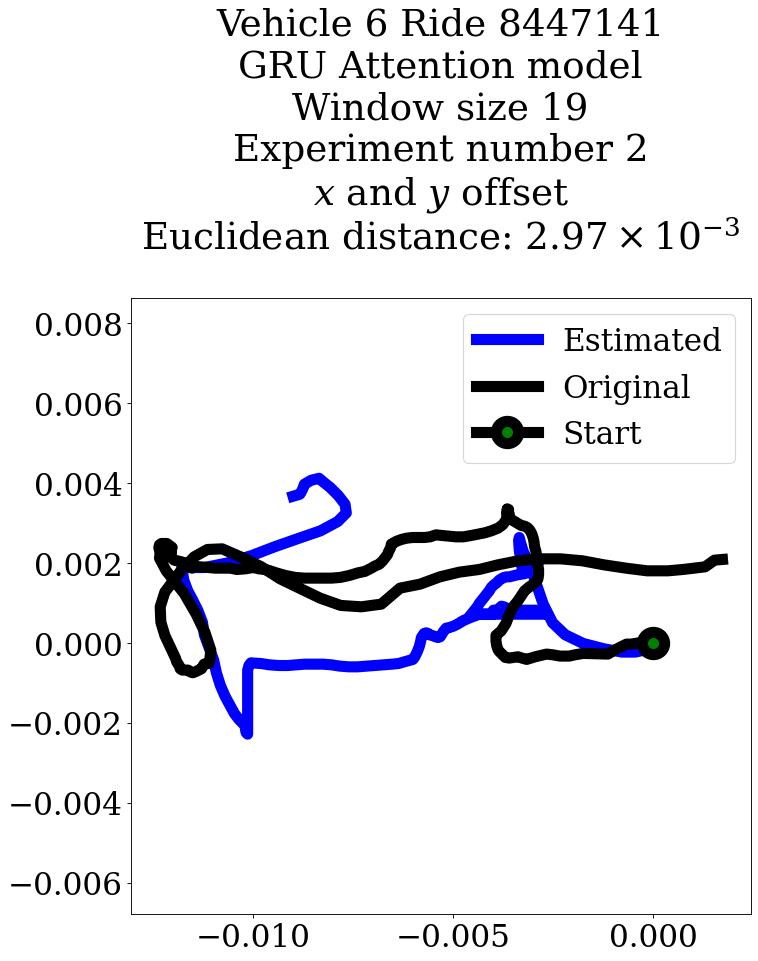 Vehicle 6 Ride 8447141
GRU Attention model
Window size 19
Experiment number 2
x and y offset
Euclidean distance: 2.97 × 10⁻³
Estimated
Original
Start
0.008
0.006
0.004
0.002
0.000
−0.002
−0.004
−0.006
−0.010 −0.005 0.000